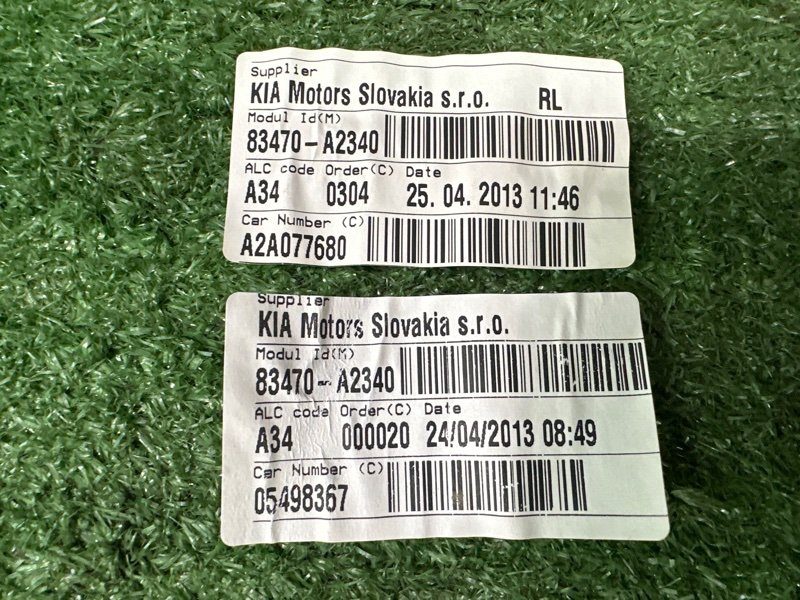 Supplier
KIA Motors Slovakia s.r.o. RL
Modul Id(M)
83470-A2340
ALC code Order(C) Date
A34 0304 25. 04. 2013 11:46
Car Number (C)
A2A077680
Supplier
KIA Motors Slovakia s.r.o.
Modul Id(M)
83470-A2340
ALC code Order(C) Date
A34 000020 24/04/2013 08:49
Car Number (C)
05498367